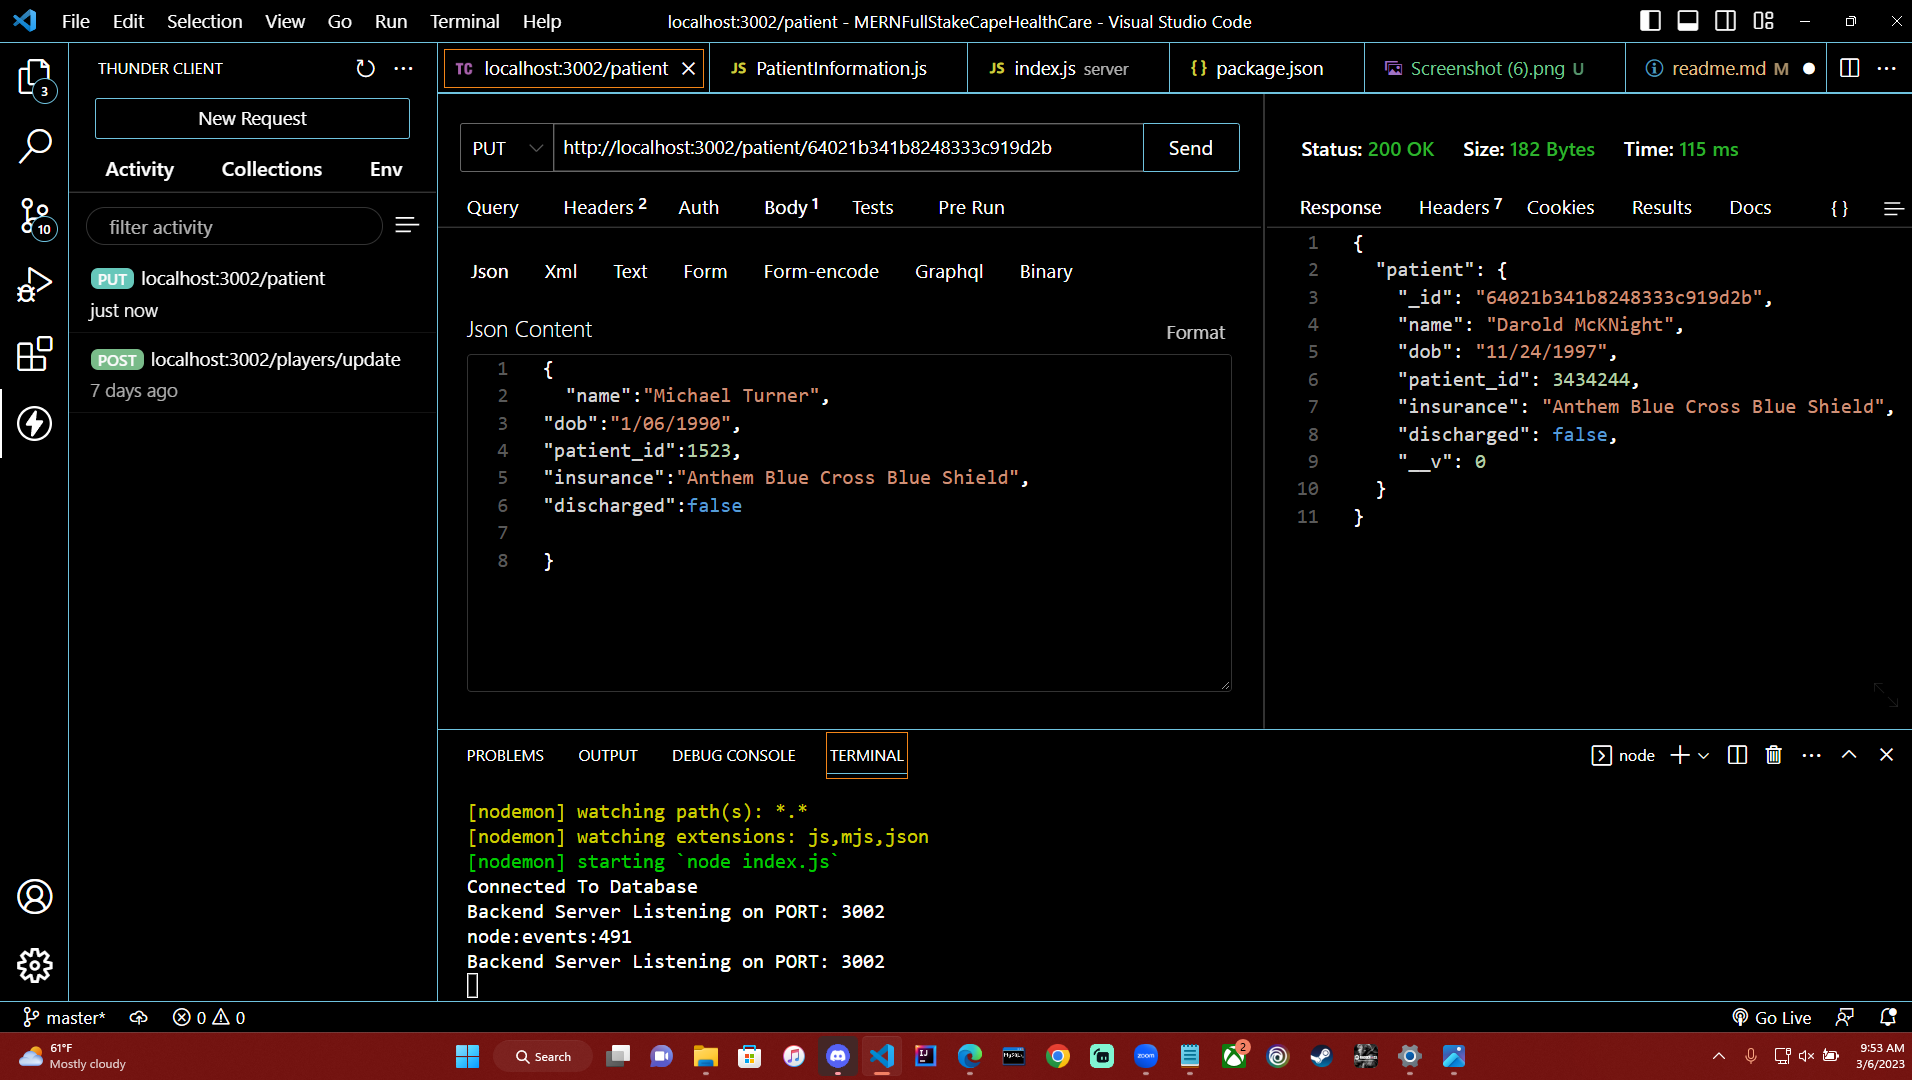 File Edit Selection View Go Run Terminal Help
localhost:3002/patient - MERNFullStakeCapeHealthCare - Visual Studio Code
THUNDER CLIENT
New Request
Activity Collections Env
filter activity
PUT localhost:3002/patient
just now
POST localhost:3002/players/update
7 days ago
3
10
TC localhost:3002/patient
JS PatientInformation.js
JS index.js server
{} package.json
Screenshot (6).png U
readme.md M
PUT http://localhost:3002/patient/64021b341b8248333c919d2b Send
Query Headers 2 Auth Body 1 Tests Pre Run
Json Xml Text Form Form-encode Graphql Binary
Json Content Format
1 {
2 "name":"Michael Turner",
3 "dob":"1/06/1990",
4 "patient_id":1523,
5 "insurance":"Anthem Blue Cross Blue Shield",
6 "discharged":false
7
8 }
Status: 200 OK Size: 182 Bytes Time: 115 ms
Response Headers 7 Cookies Results Docs {}
1 {
2 "patient": {
3 "_id": "64021b341b8248333c919d2b",
4 "name": "Darold McKNight",
5 "dob": "11/24/1997",
6 "patient_id": 3434244,
7 "insurance": "Anthem Blue Cross Blue Shield",
8 "discharged": false,
9 "__v": 0
10 }
11 }
PROBLEMS OUTPUT DEBUG CONSOLE TERMINAL
node
[nodemon] watching path(s): *.*
[nodemon] watching extensions: js,mjs,json
[nodemon] starting `node index.js`
Connected To Database
Backend Server Listening on PORT: 3002
node:events:491
Backend Server Listening on PORT: 3002
master* 0 0
Go Live
61°F
Mostly cloudy
Search
zoom
2
9:53 AM
3/6/2023